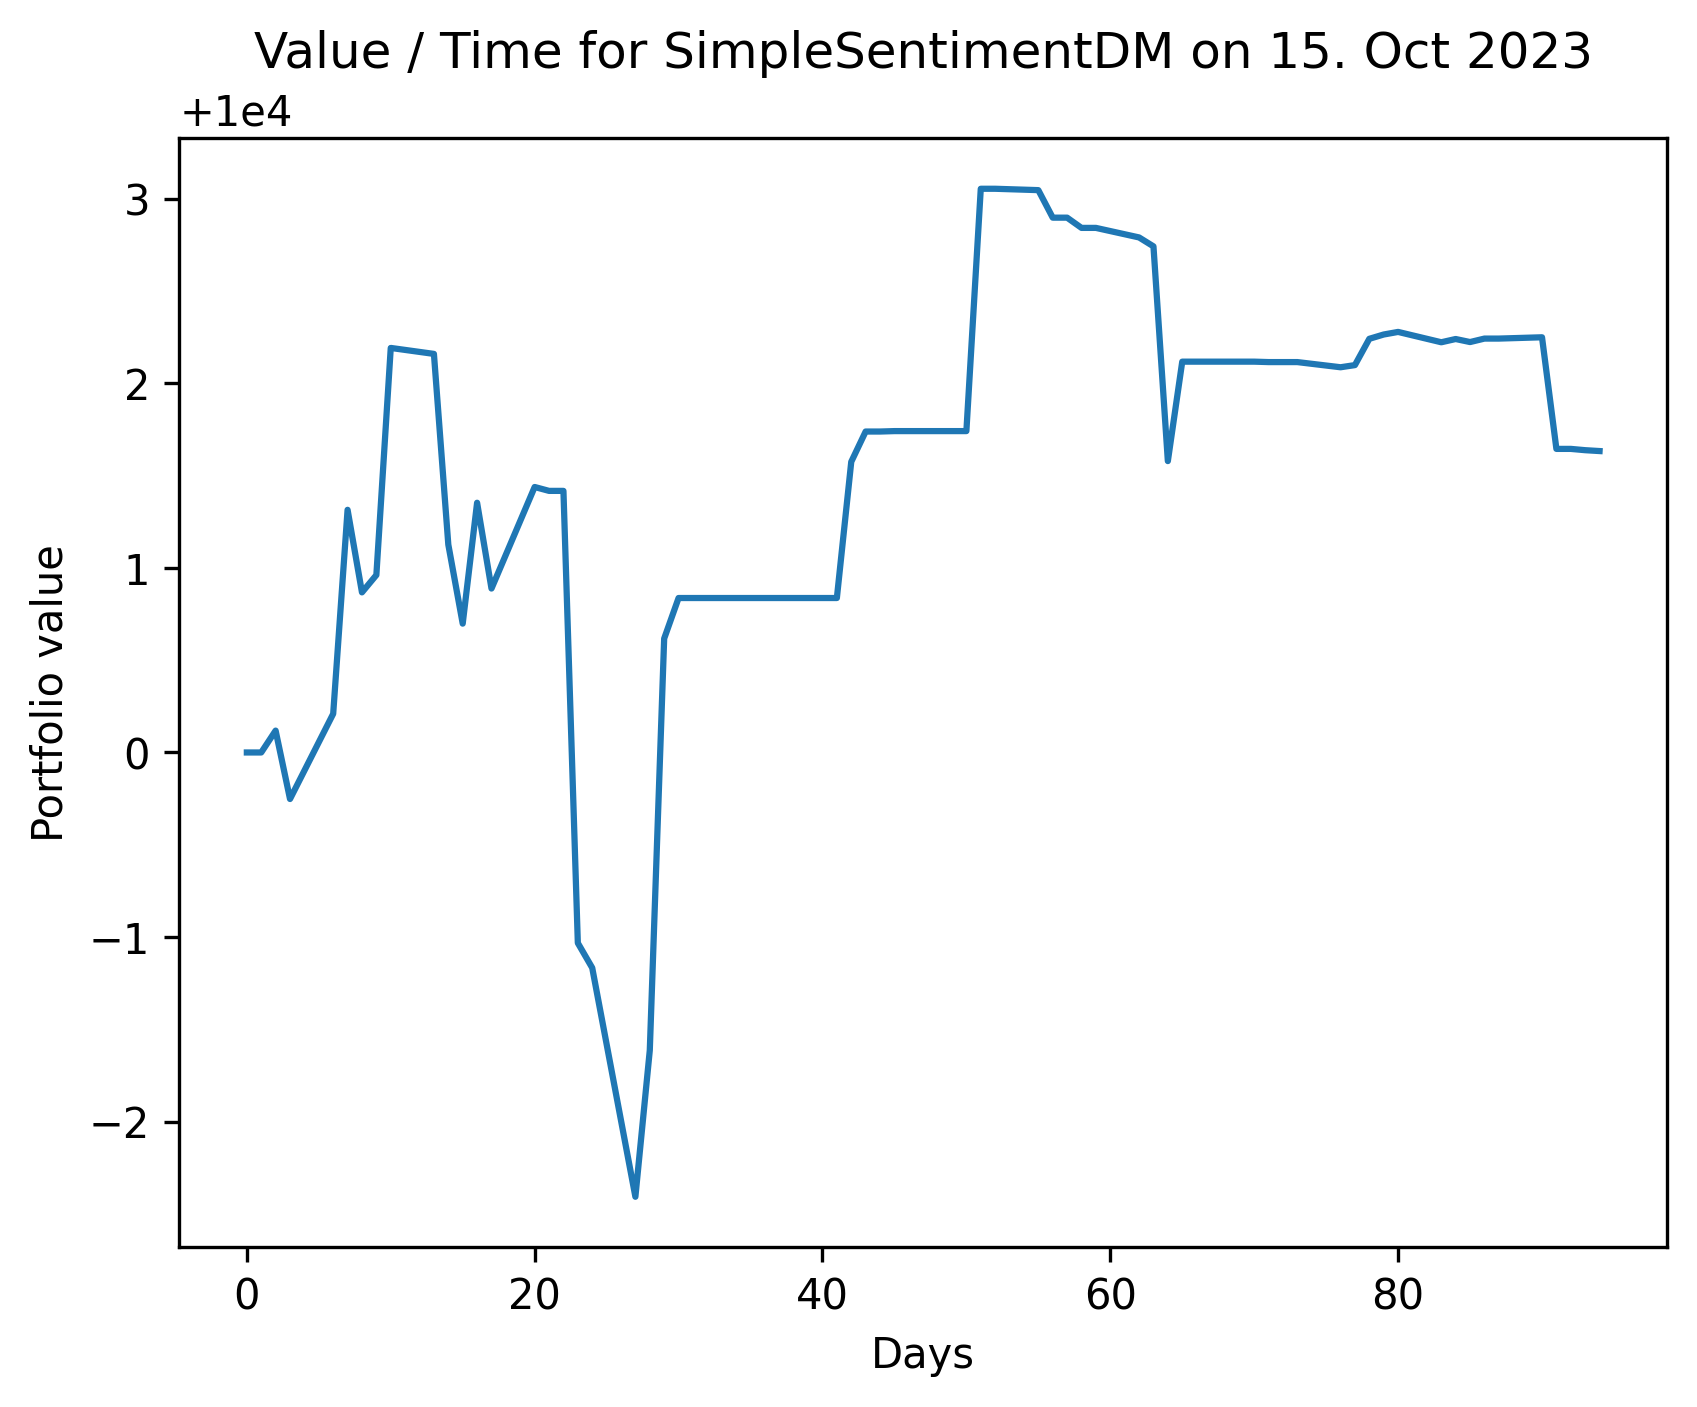 Value / Time for SimpleSentimentDM on 15. Oct 2023
+1e4
3
2
1
0
−1
−2
Portfolio value
0 20 40 60 80
Days